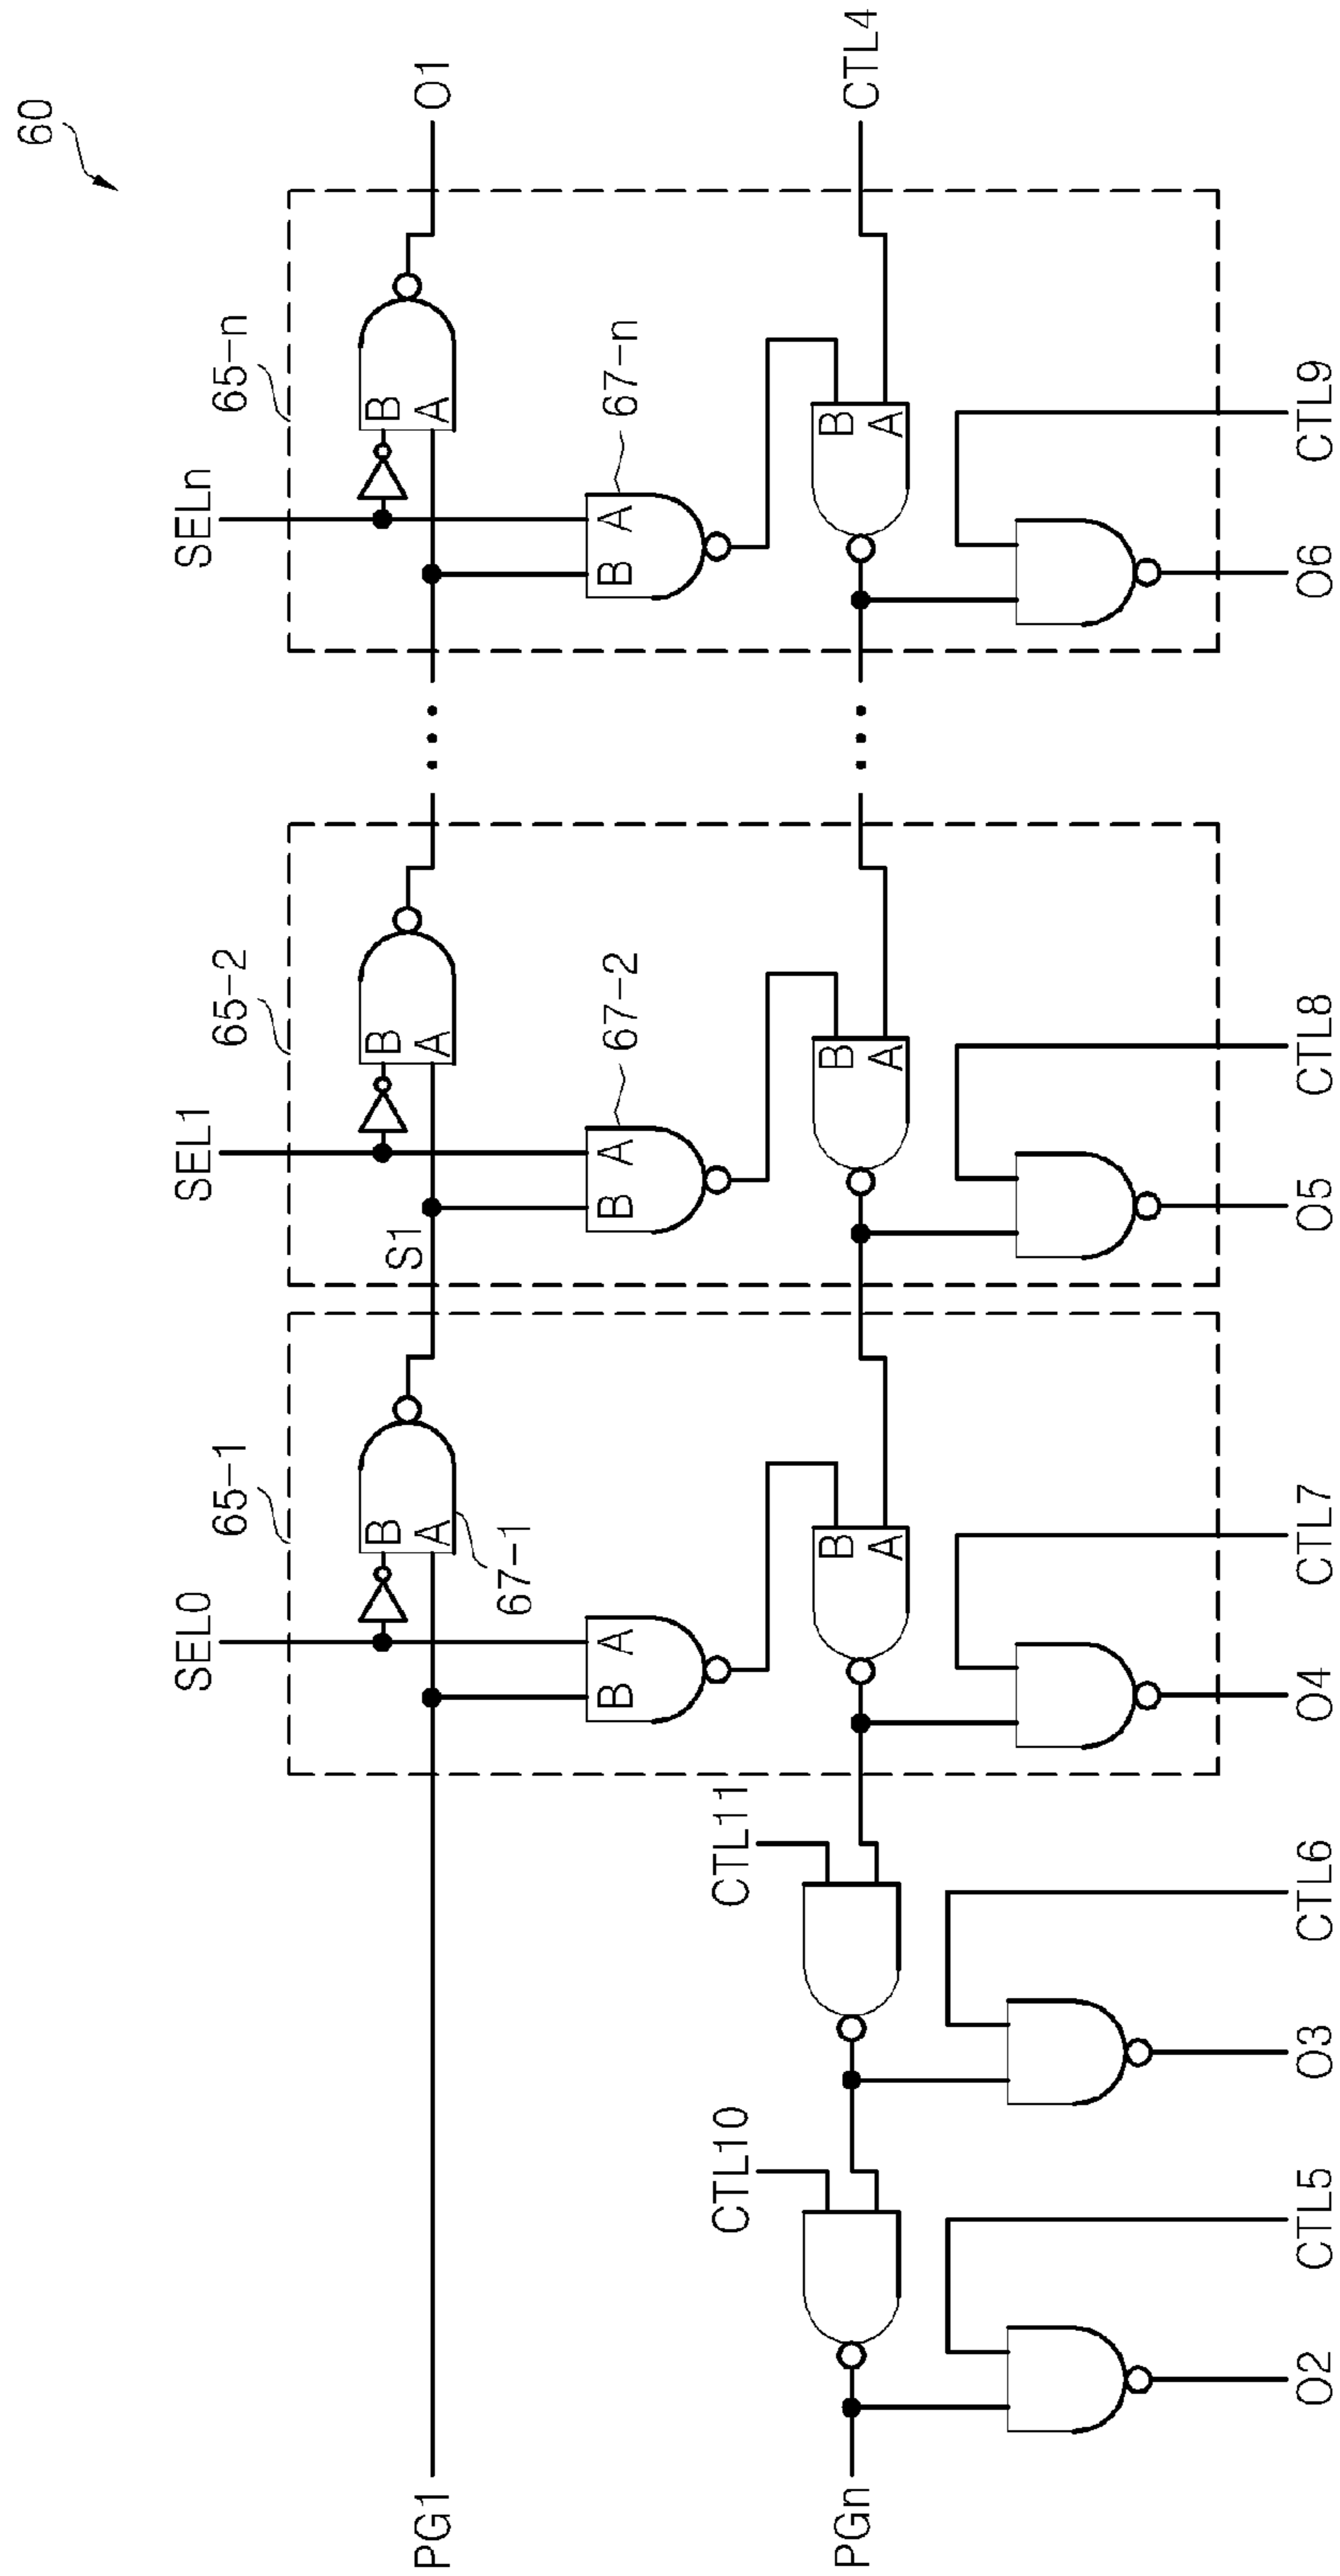 60
SEL0
SEL1
SELn
65-1
65-2
65-n
B
A
B
A
B
A
PG1
S1
O1
67-1
67-2
67-n
B A
B A
B A
CTL10
CTL11
B
A
B
A
B
A
PGn
CTL4
O2
CTL5
O3
CTL6
O4
CTL7
O5
CTL8
O6
CTL9